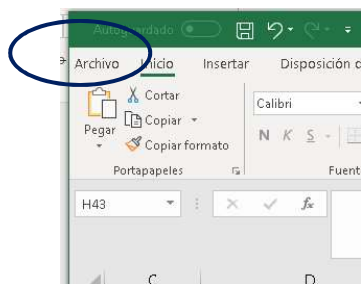 Autoguardado
Archivo Inicio Insertar Disposición d
Cortar
Calibri
Copiar
Pegar
N K S
Copiar formato
Portapapeles Fuent
H43 fx
C D